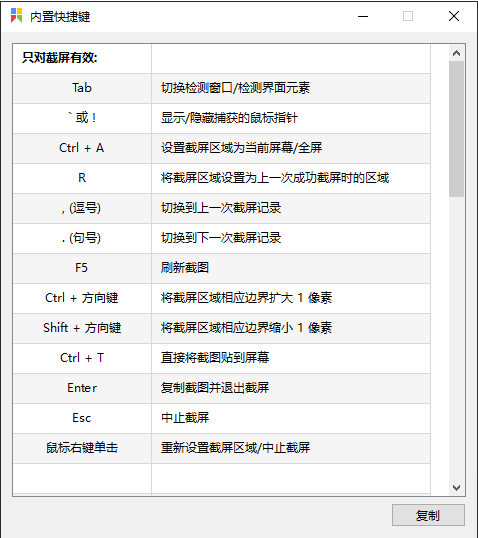 内置快捷键
只对截屏有效:
Tab 切换检测窗口/检测界面元素
` 或 ! 显示/隐藏捕获的鼠标指针
Ctrl + A 设置截屏区域为当前屏幕/全屏
R 将截屏区域设置为上一次成功截屏时的区域
, (逗号) 切换到上一次截屏记录
. (句号) 切换到下一次截屏记录
F5 刷新截图
Ctrl + 方向键 将截屏区域相应边界扩大 1 像素
Shift + 方向键 将截屏区域相应边界缩小 1 像素
Ctrl + T 直接将截图贴到屏幕
Enter 复制截图并退出截屏
Esc 中止截屏
鼠标右键单击 重新设置截屏区域/中止截屏
复制